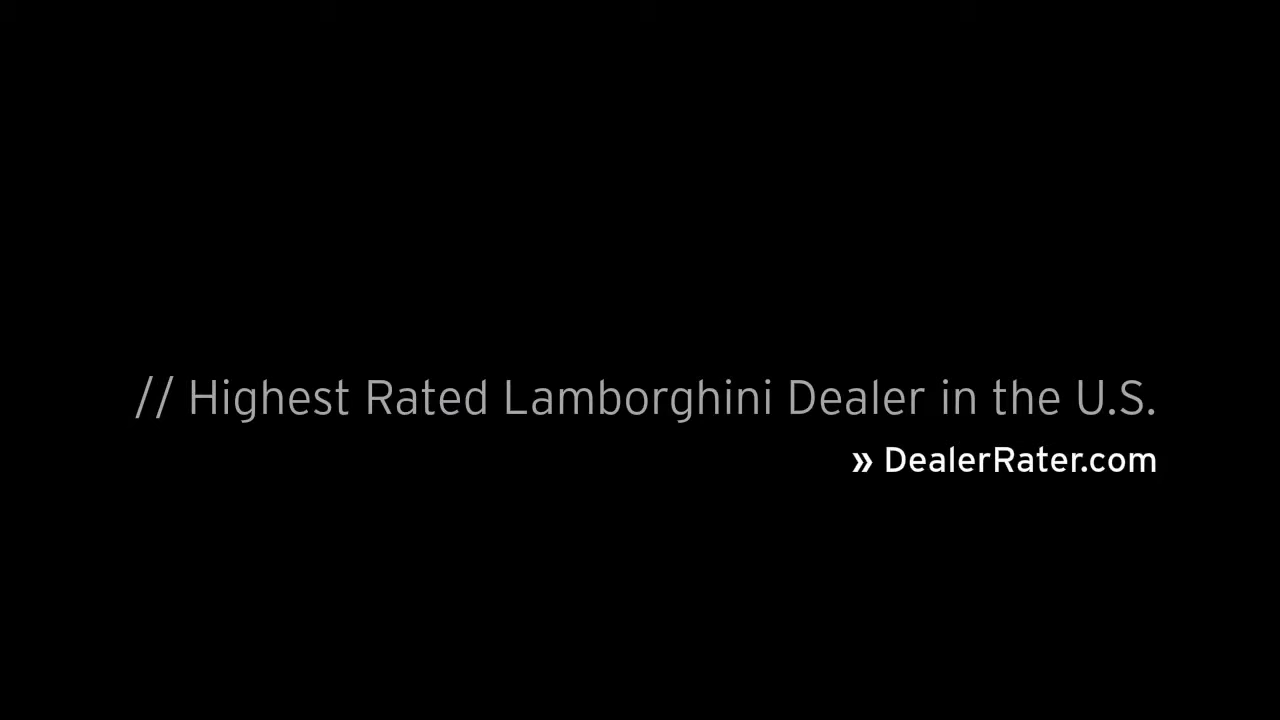 // Highest Rated Lamborghini Dealer in the U.S.
» DealerRater.com